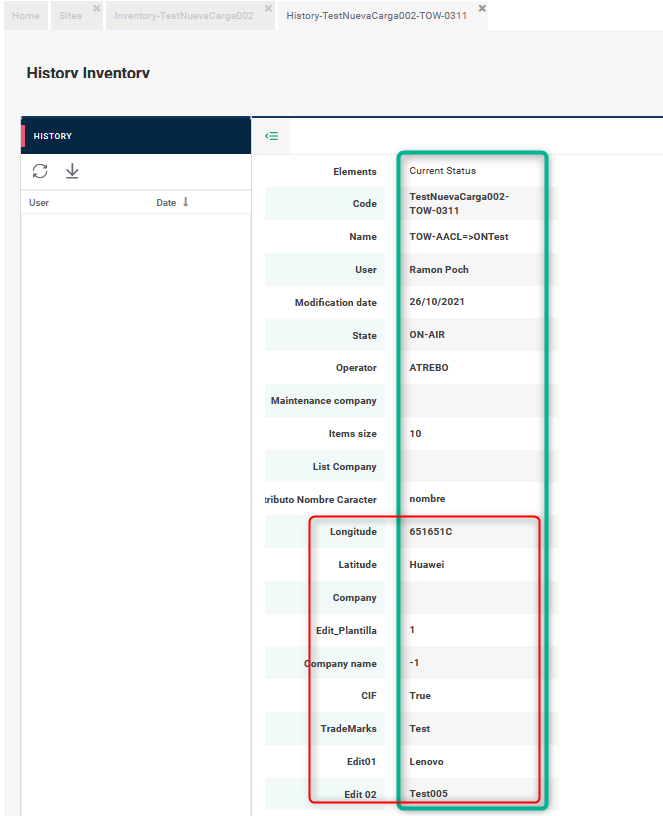 Home
Sites
Inventory-TestNuevaCarga002
History-TestNuevaCarga002-TOW-0311
History Inventory
HISTORY
User Date
Elements Current Status
Code TestNuevaCarga002-
TOW-0311
Name TOW-AACL=>ONTest
User Ramon Poch
Modification date 26/10/2021
State ON-AIR
Operator ATREBO
Maintenance company
Items size 10
List Company
tributo Nombre Caracter nombre
Longitude 651651C
Latitude Huawei
Company
Edit_Plantilla 1
Company name -1
CIF True
TradeMarks Test
Edit01 Lenovo
Edit 02 Test005